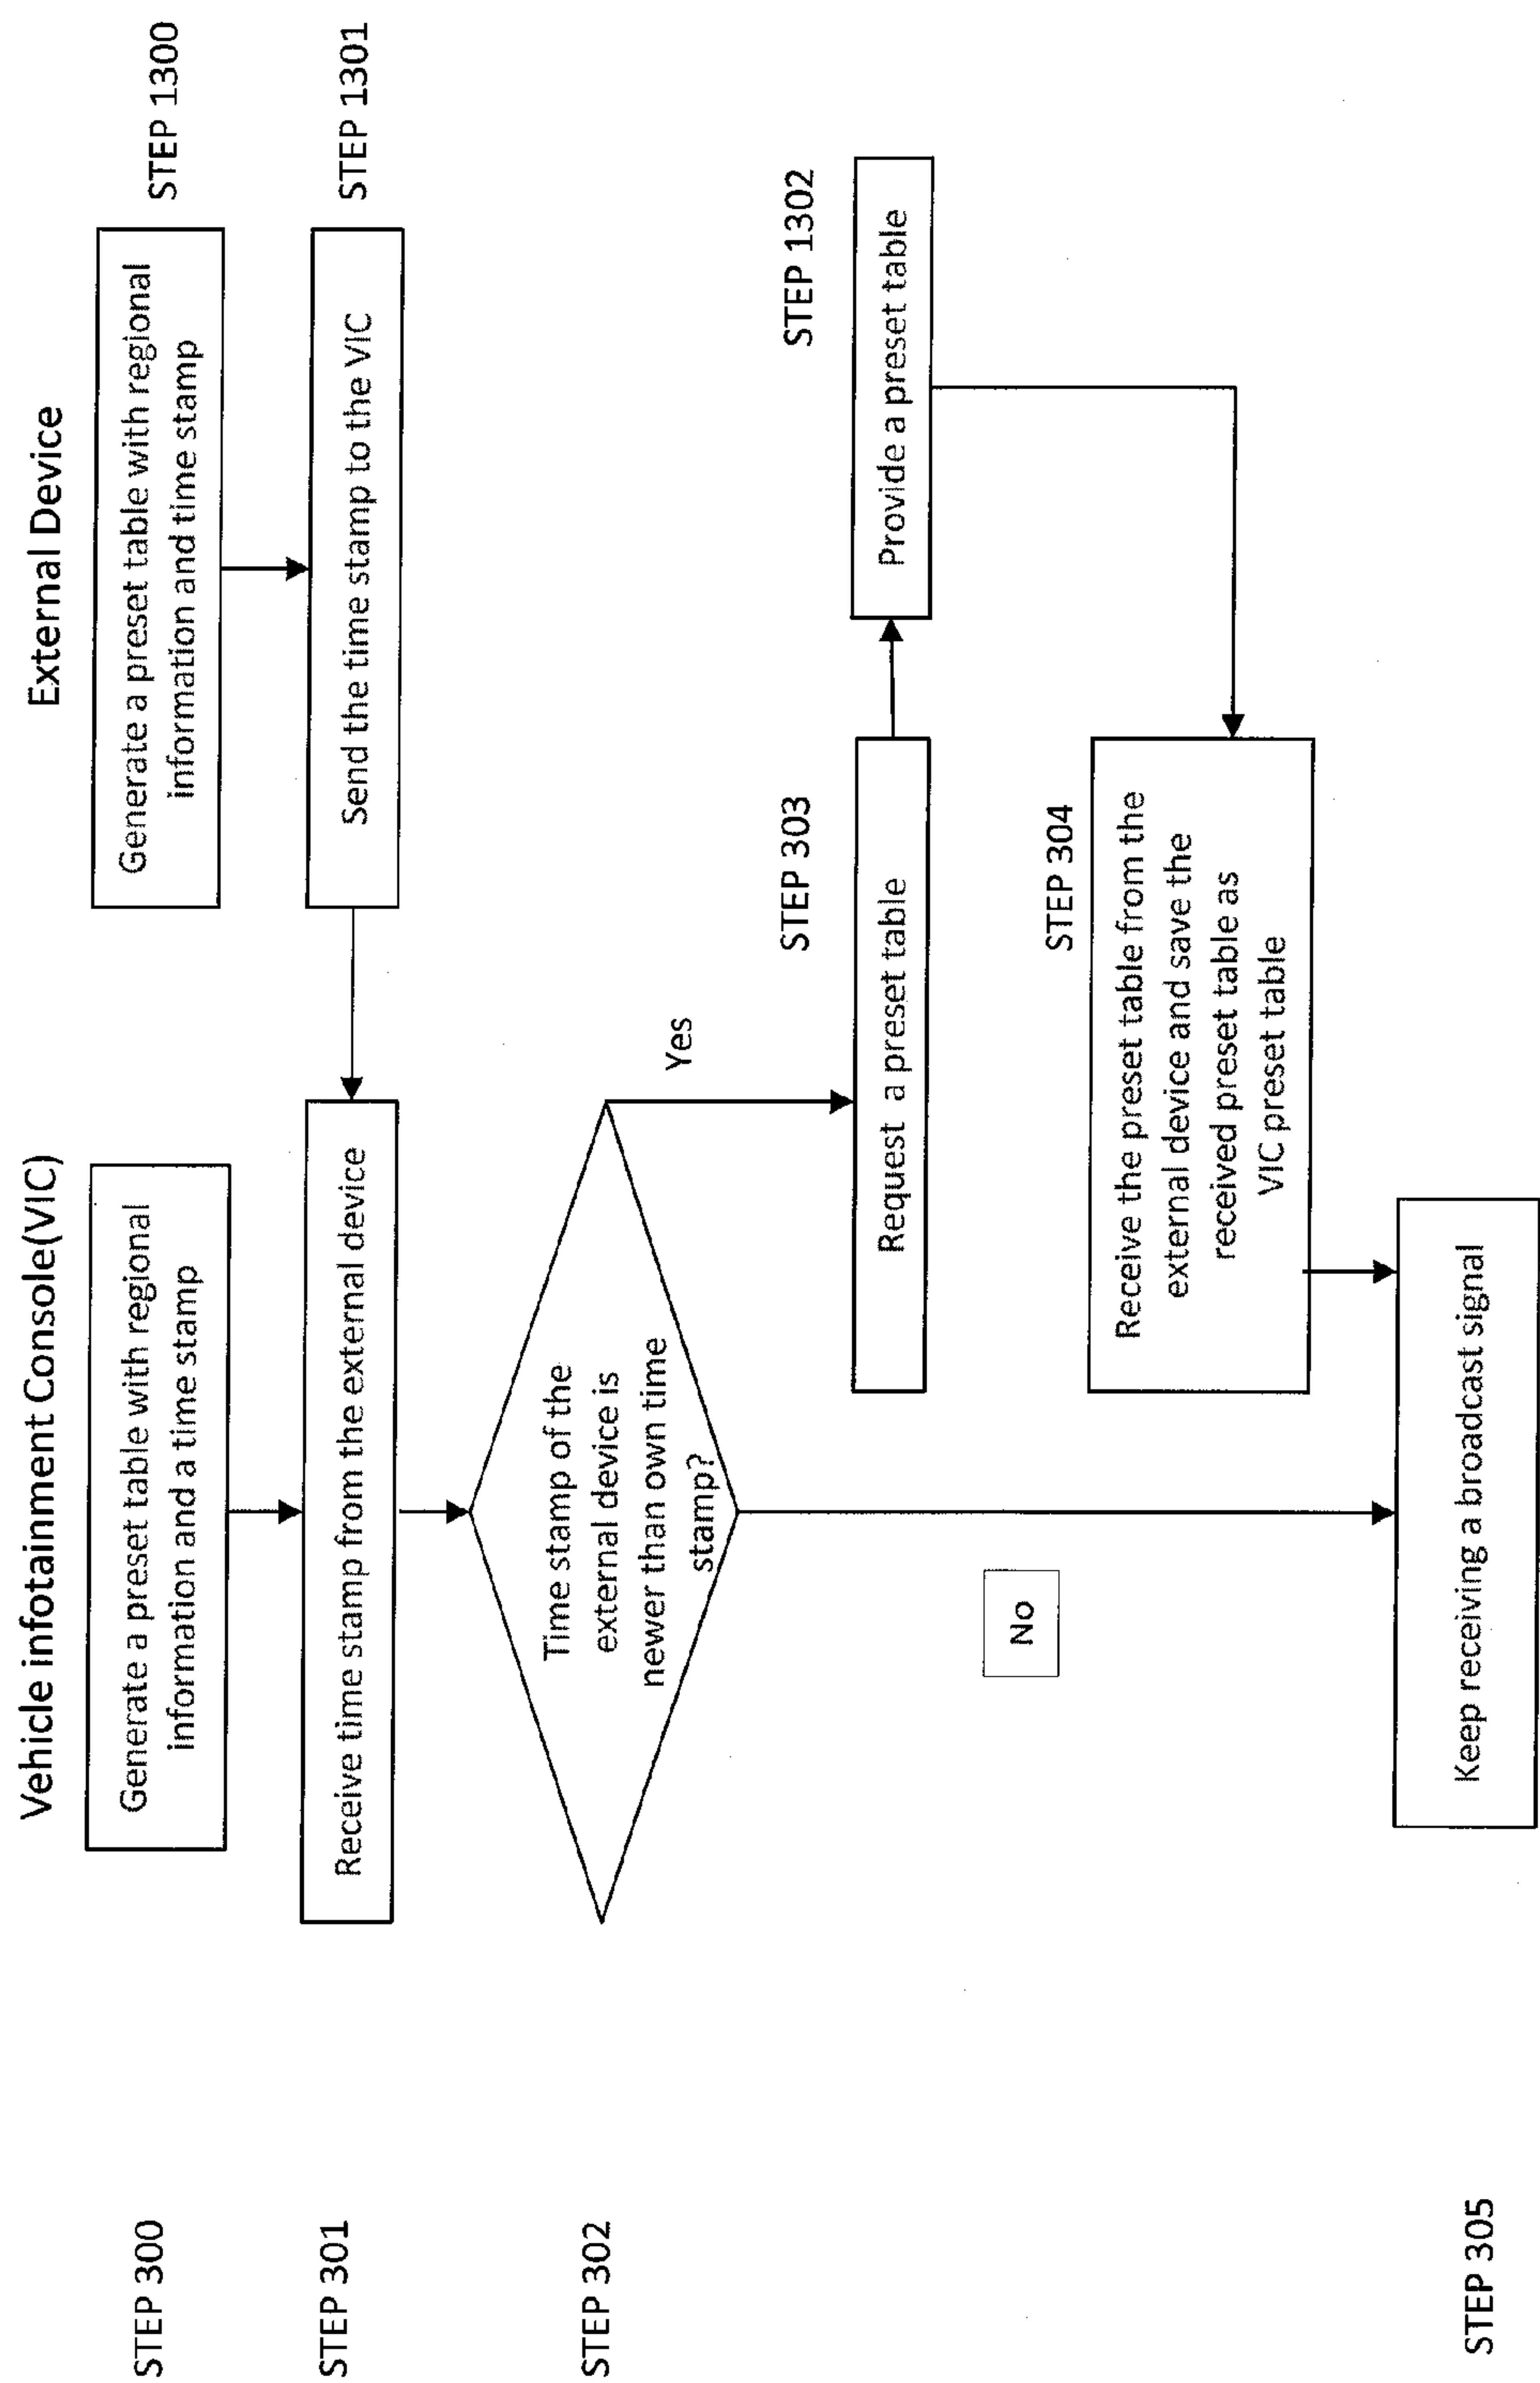 Vehicle infotainment Console(VIC)
External Device
STEP 300
Generate a preset table with regional
information and a time stamp
Generate a preset table with regional
information and time stamp
STEP 1300
STEP 301
Receive time stamp from the external device
Send the time stamp to the VIC
STEP 1301
STEP 302
Time stamp of the
external device is
newer than own time
stamp?
Yes
STEP 303
Request a preset table
STEP 1302
Provide a preset table
No
STEP 304
Receive the preset table from the
external device and save the
received preset table as
VIC preset table
STEP 305
Keep receiving a broadcast signal